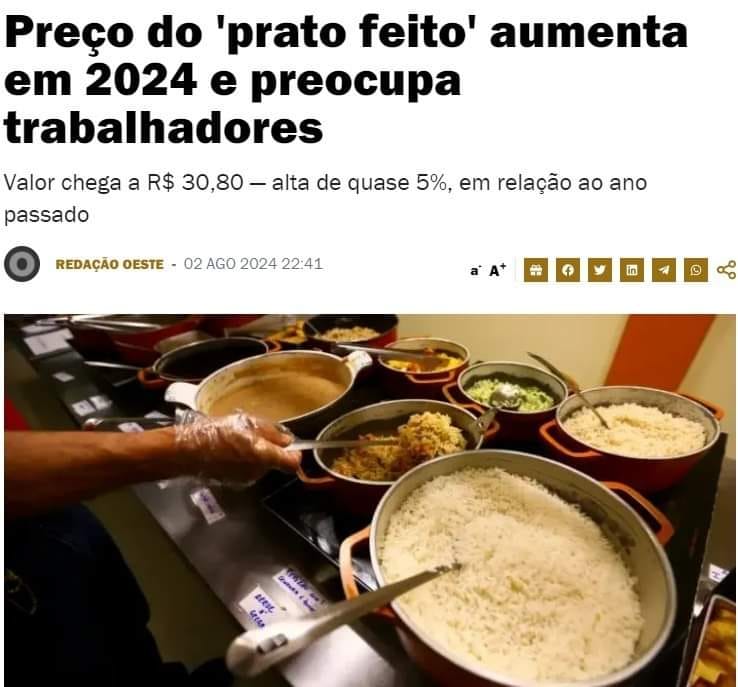 Preço do 'prato feito' aumenta
em 2024 e preocupa
trabalhadores
Valor chega a R$ 30,80 — alta de quase 5%, em relação ao ano
passado
REDAÇÃO OESTE - 02 AGO 2024 22:41
a- A+